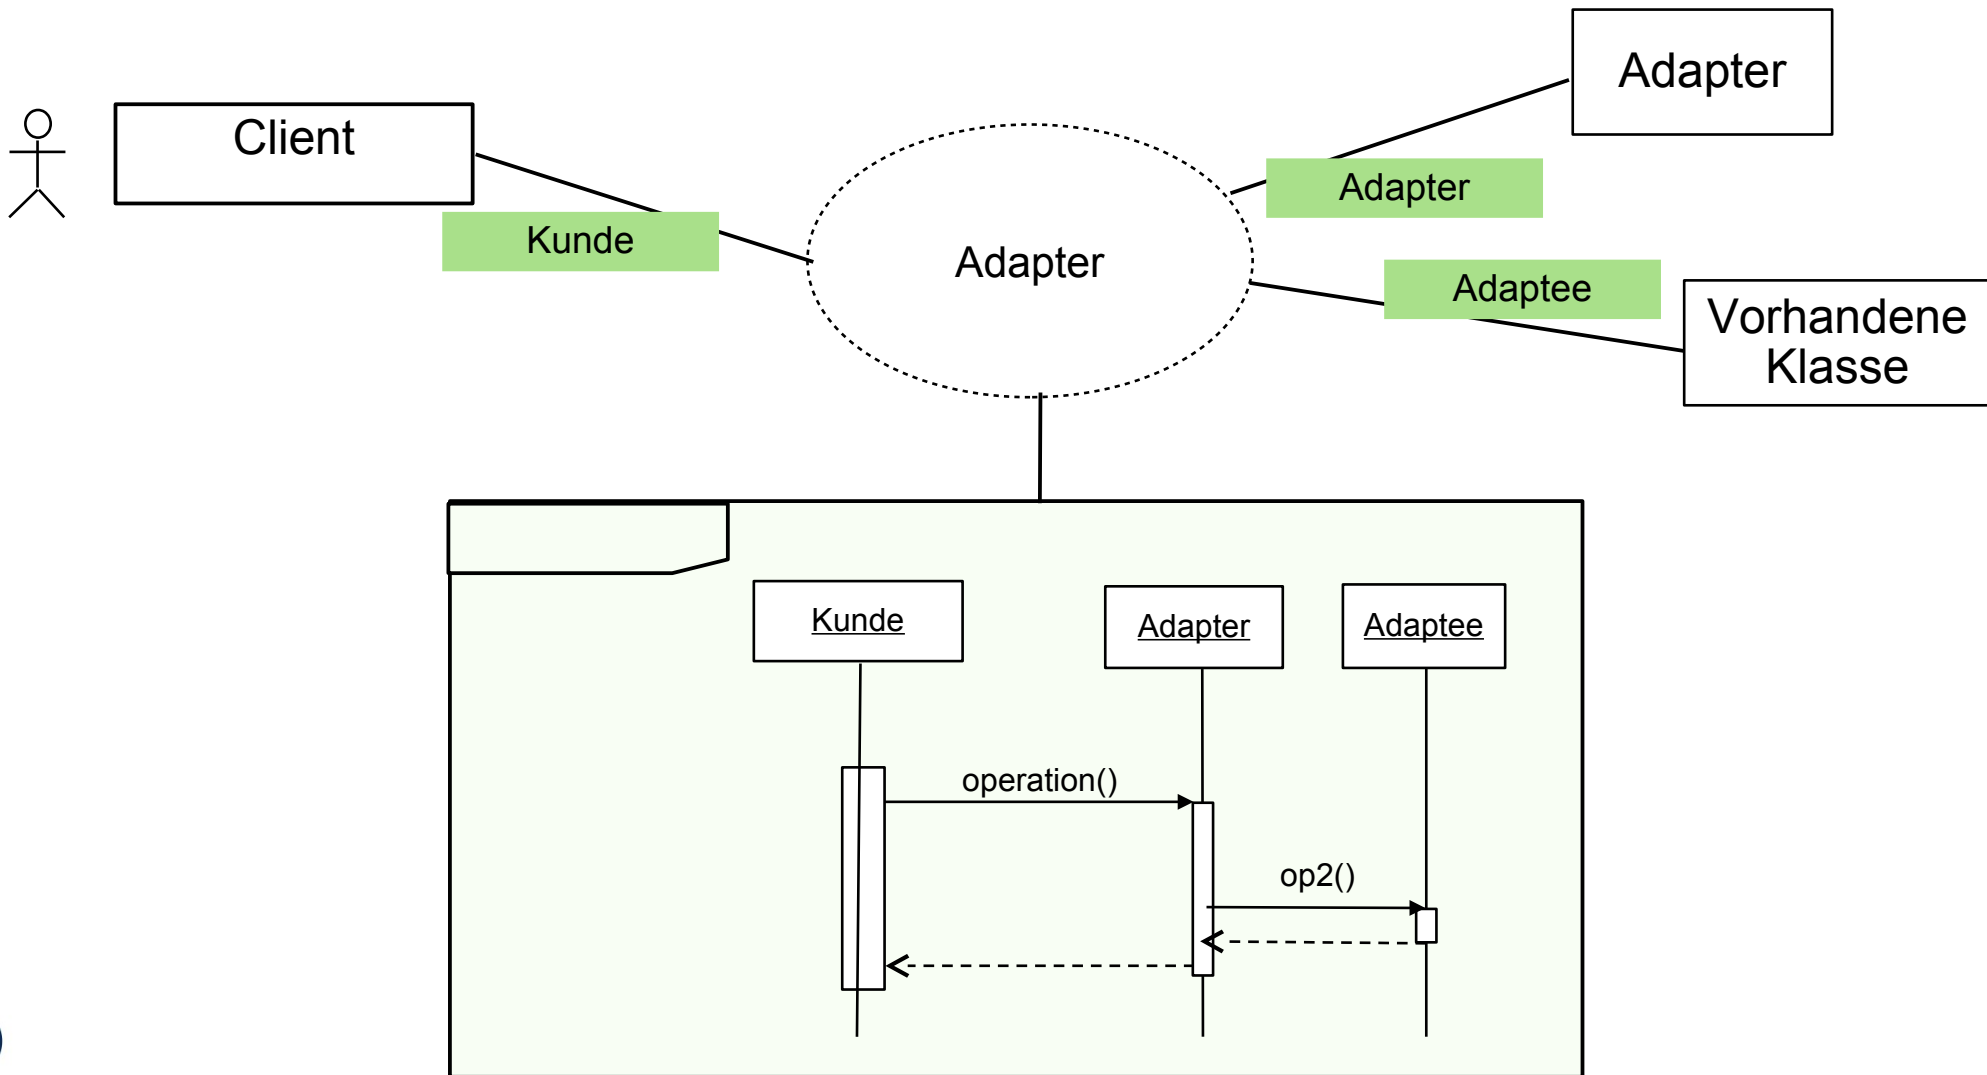 Adapter
Client
Adapter
Kunde
Adapter
Adaptee
Vorhandene
Klasse
Kunde
Adapter
Adaptee
operation()
op2()